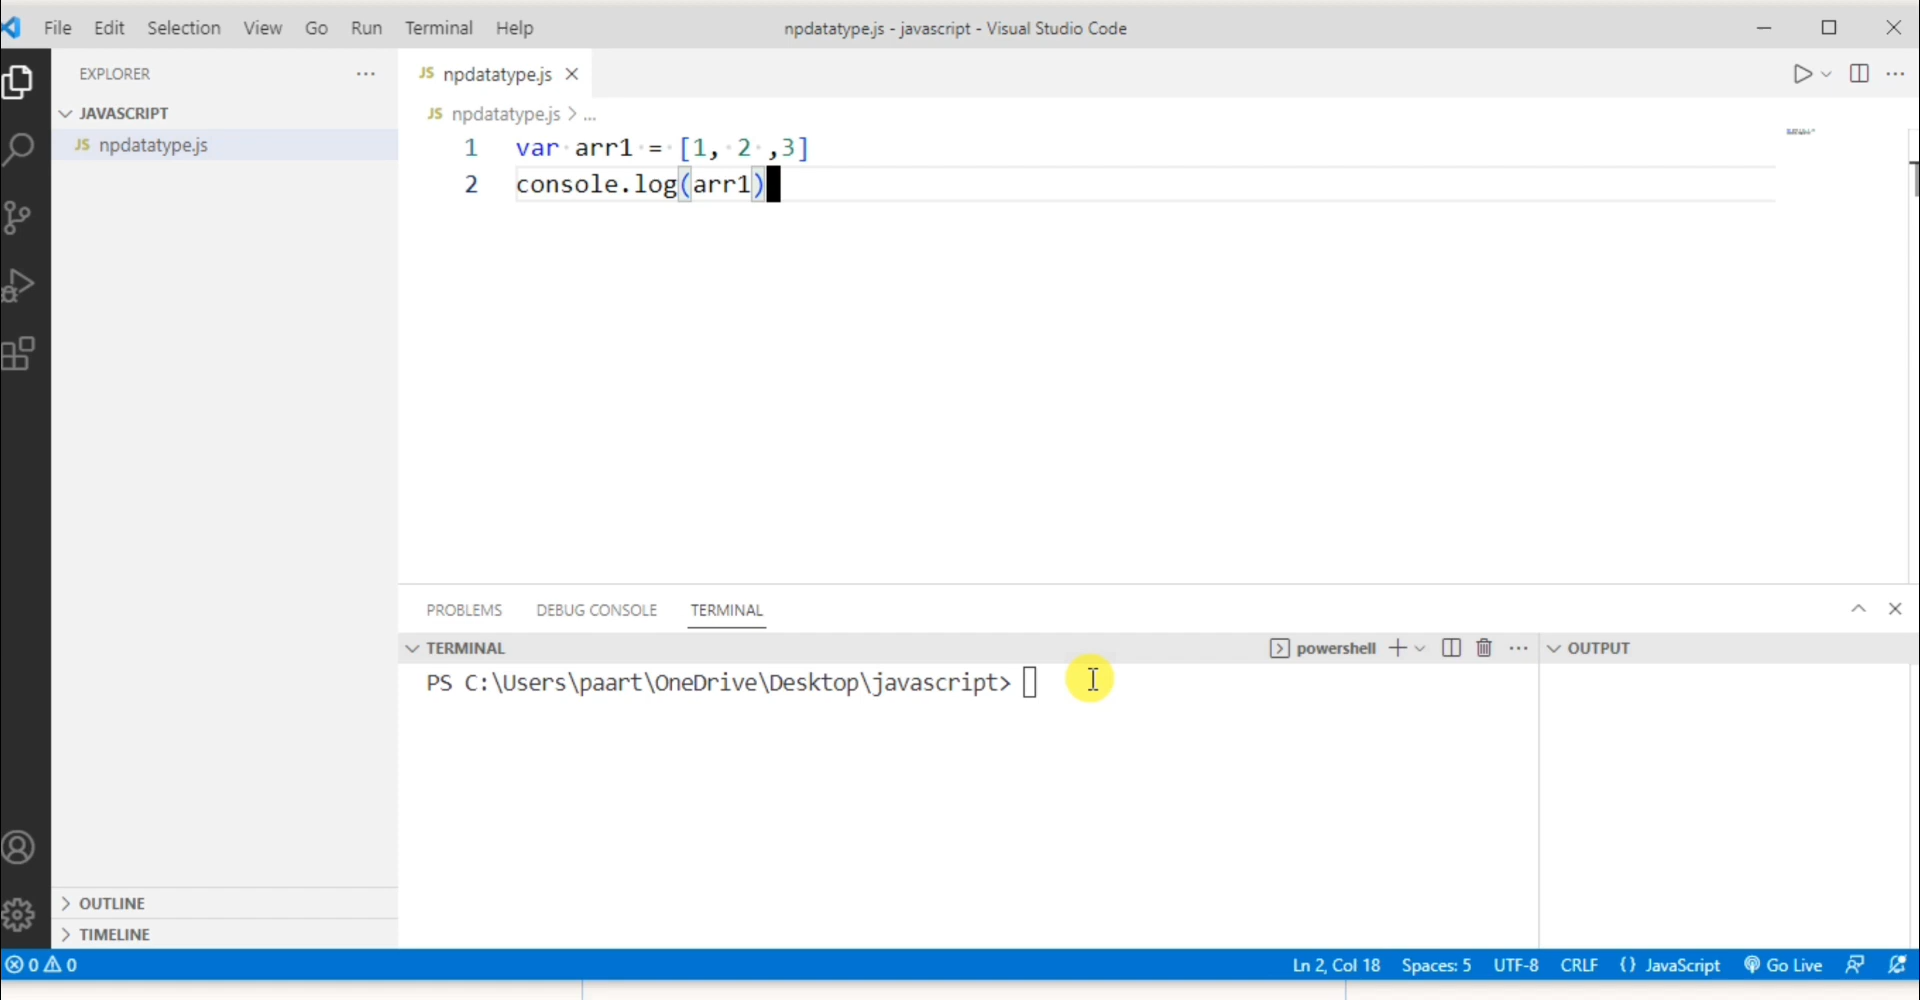 File Edit Selection View Go Run Terminal Help
npdatatype.js - javascript - Visual Studio Code
EXPLORER
JAVASCRIPT
JS npdatatype.js
JS npdatatype.js
JS npdatatype.js > ...
1 var arr1 = [1, 2 ,3]
2 console.log(arr1)
PROBLEMS DEBUG CONSOLE TERMINAL
TERMINAL
powershell
OUTPUT
PS C:\Users\paart\OneDrive\Desktop\javascript>
OUTLINE
TIMELINE
0 0
Ln 2, Col 18 Spaces: 5 UTF-8 CRLF {} JavaScript Go Live